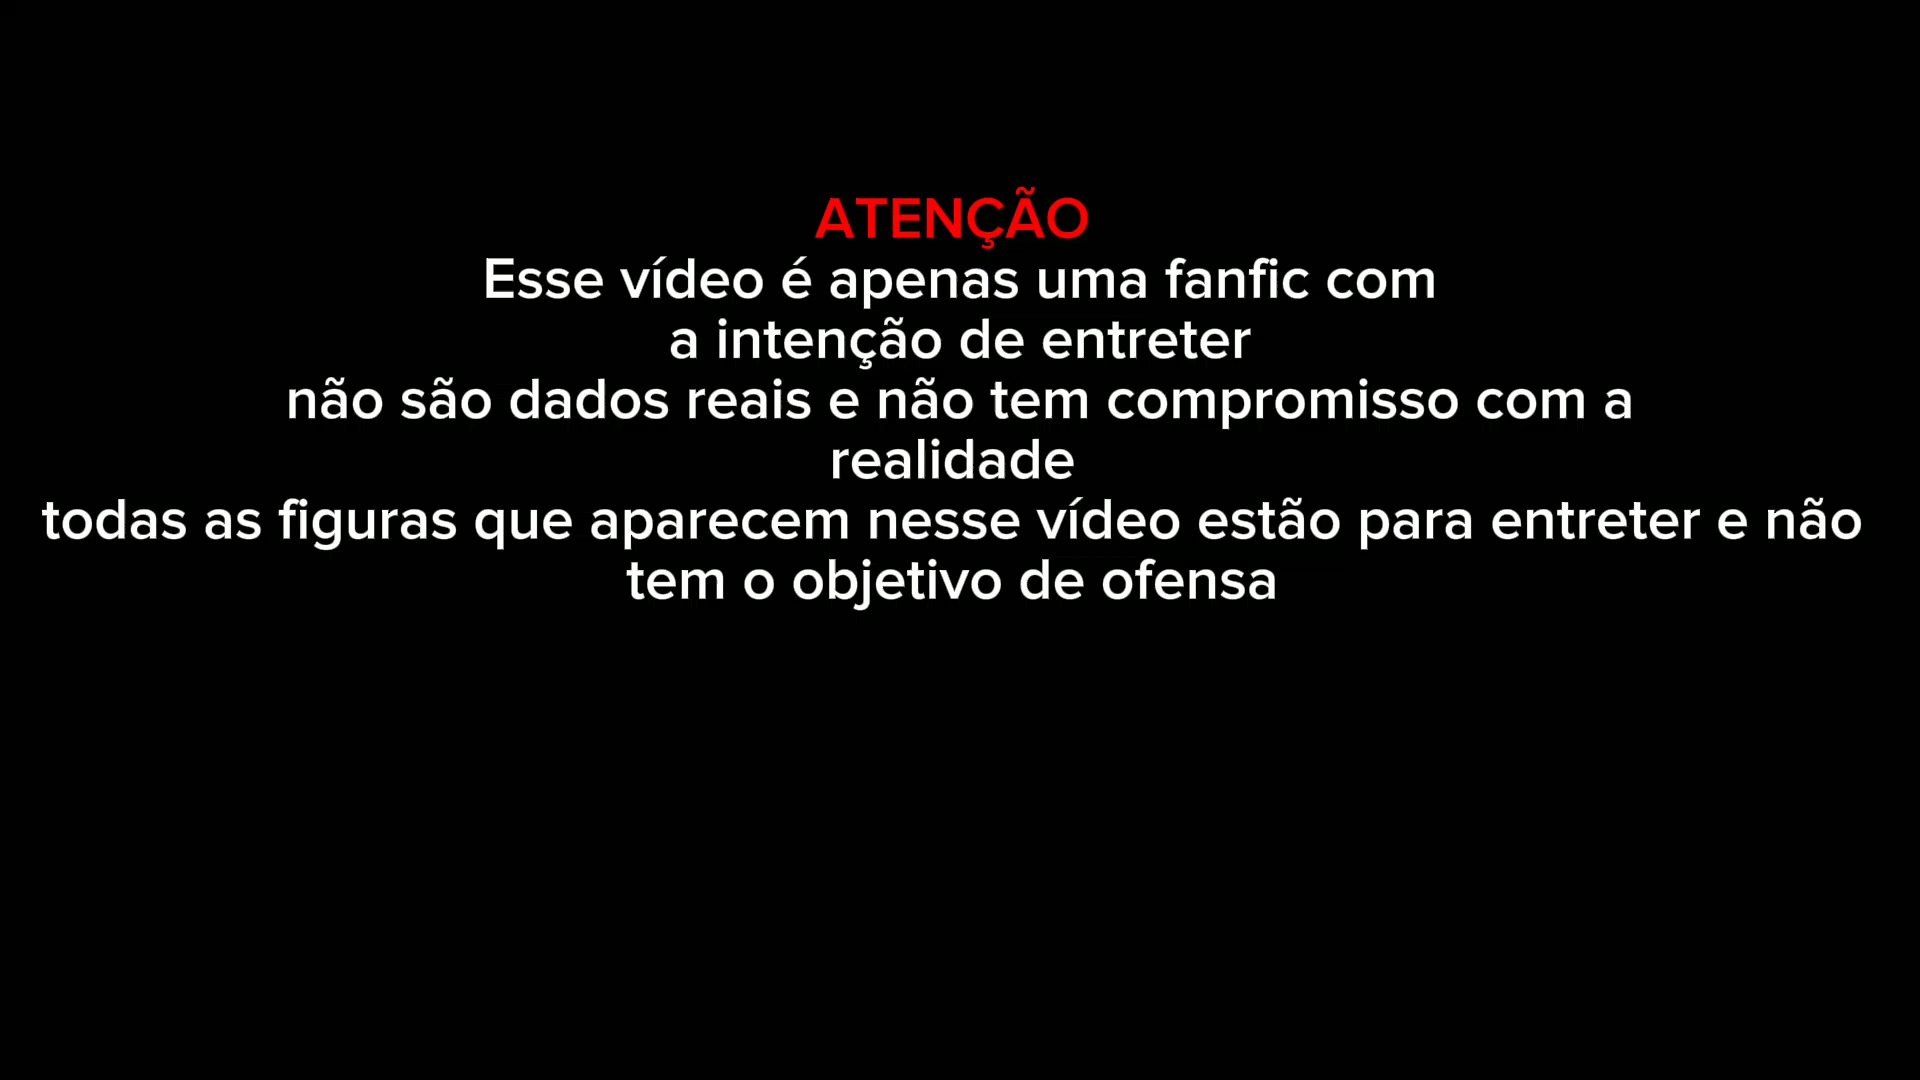 ATENÇÃO
Esse vídeo é apenas uma fanfic com
a intenção de entreter
não são dados reais e não tem compromisso com a
realidade
todas as figuras que aparecem nesse vídeo estão para entreter e não
tem o objetivo de ofensa